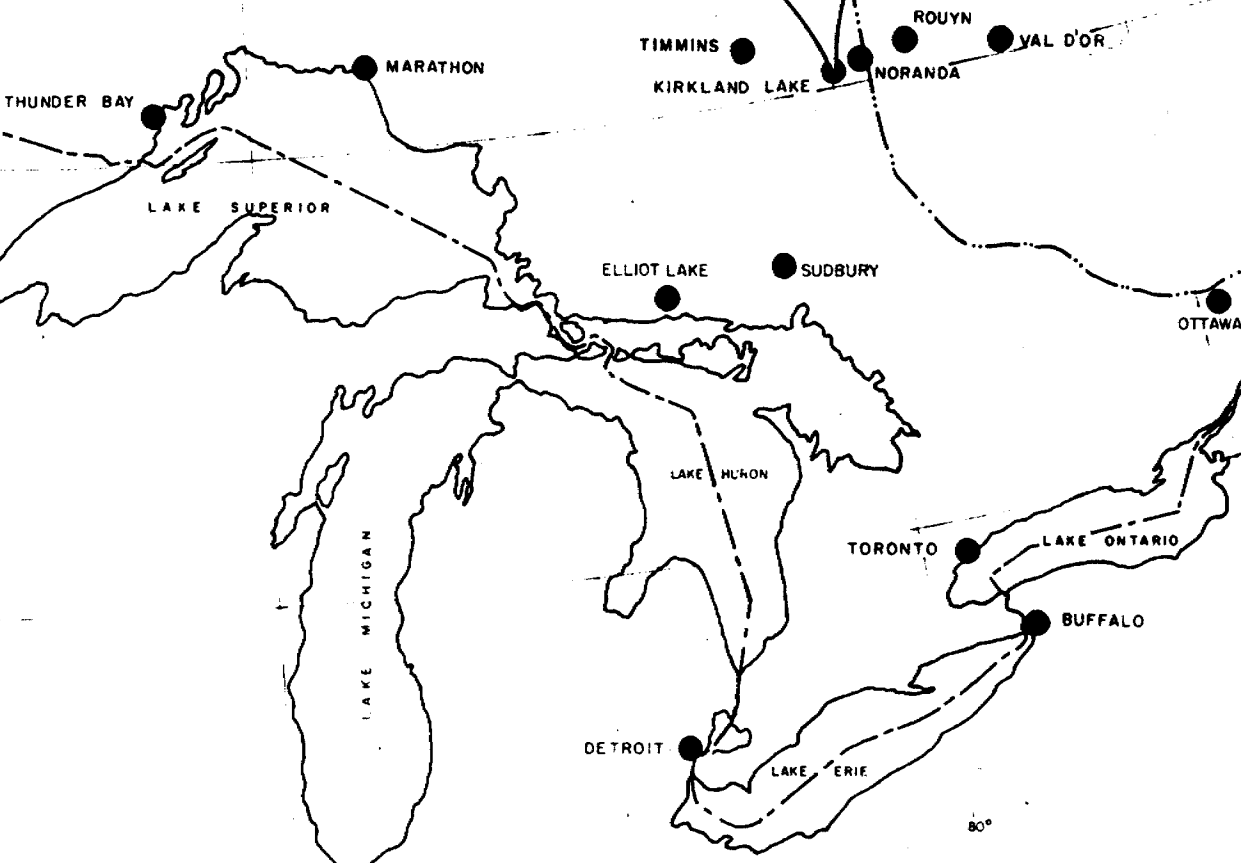 ROUYN
TIMMINS
VAL D'OR
MARATHON
NORANDA
KIRKLAND LAKE
THUNDER BAY
LAKE SUPERIOR
ELLIOT LAKE
SUDBURY
OTTAWA
LAKE HURON
LAKE MICHIGAN
TORONTO
LAKE ONTARIO
BUFFALO
DETROIT
LAKE ERIE
80°